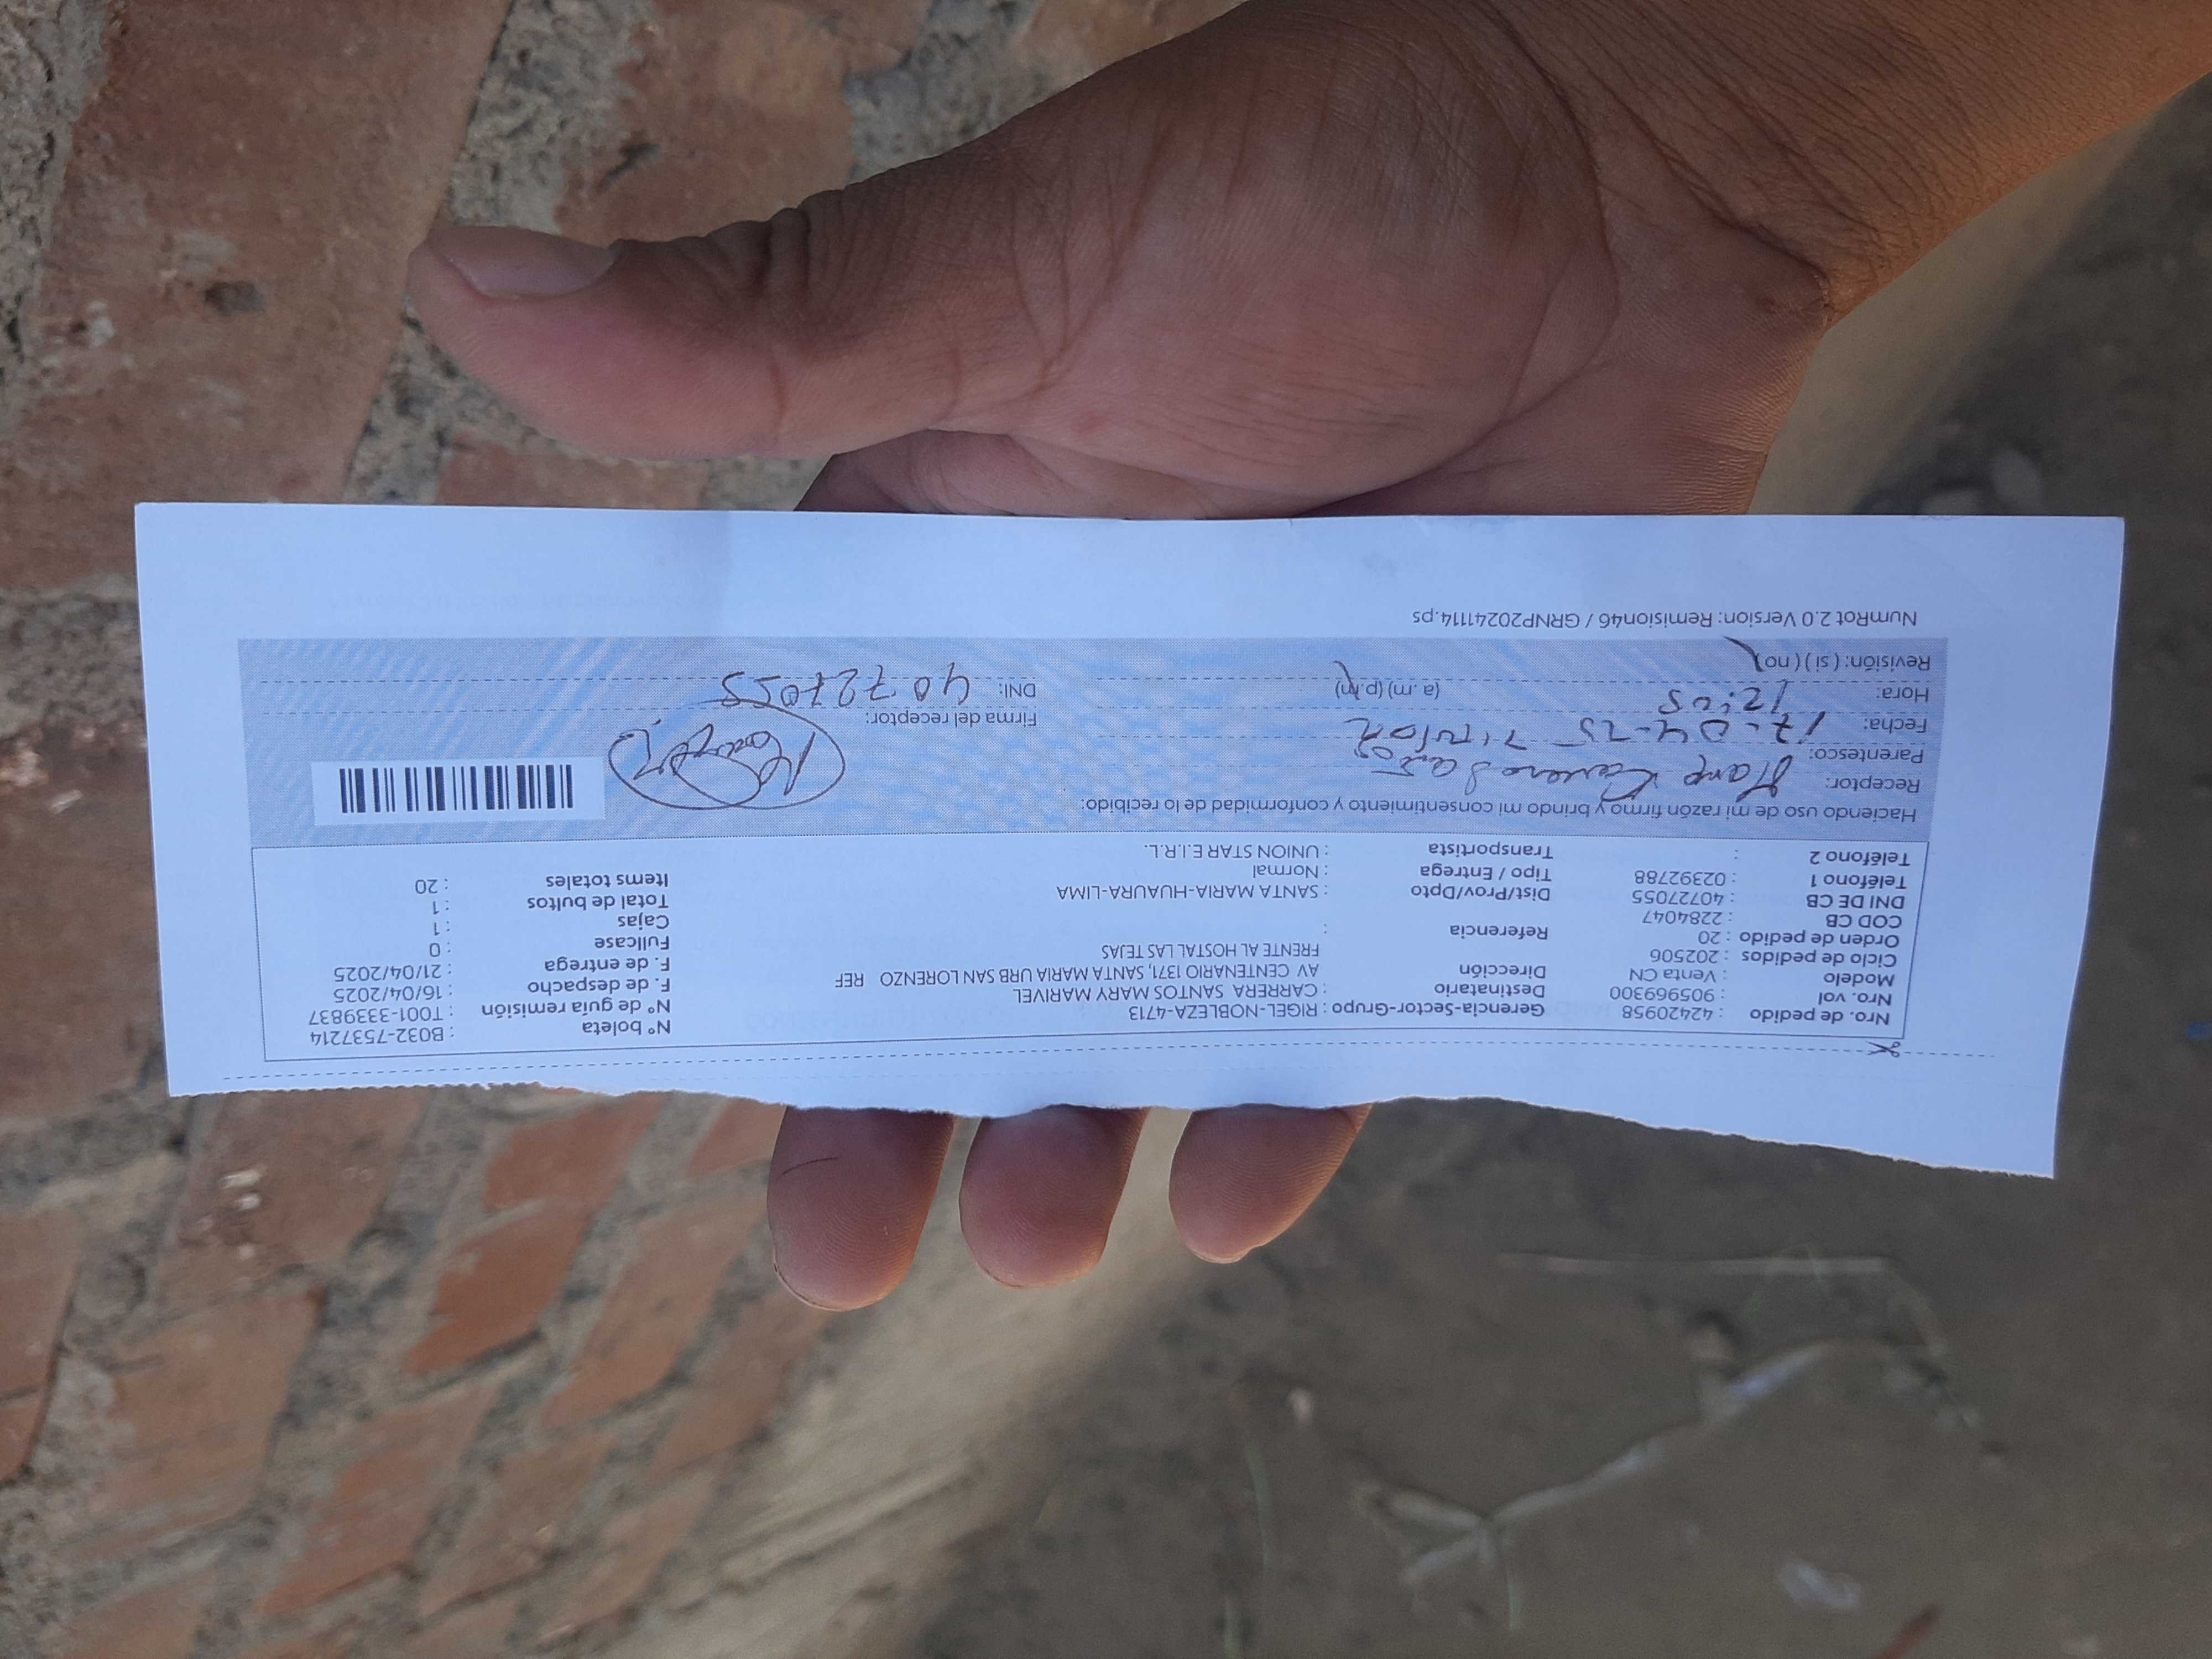 Nro. de pedido : 42420958 Gerencia-Sector-Grupo : RIGEL-NOBLEZA-4713 N° boleta : B032-7537214
Nro. vol : 905969300 Destinatario : CARRERA SANTOS MARY MARIVEL N° de guía remisión : T001-3339837
Modelo : Venta CN Dirección AV CENTENARIO 1371, SANTA MARIA URB SAN LORENZO REF F. de despacho : 16/04/2025
Ciclo de pedidos : 202506 FRENTE AL HOSTAL LAS TEJAS F. de entrega : 21/04/2025
Orden de pedido : 20 Referencia : Fullcase : 0
COD CB : 2284047 Cajas : 1
DNI DE CB : 40727055 Dist/Prov/Dpto : SANTA MARIA-HUAURA-LIMA Total de bultos : 1
Teléfono 1 : 02392788 Tipo / Entrega : Normal Items totales : 20
Teléfono 2 : Transportista : UNION STAR E.I.R.L.
Haciendo uso de mi razón firmo y brindo mi consentimiento y conformidad de lo recibido:
Receptor: Mary Carrera Santos
Parentesco: Titular
Fecha: 17-04-25 Firma del receptor:
Hora: 12:05 (a.m) (p.m) DNI: 40727055
Revisión: ( si ) ( no )
NumRot 2.0 Version: Remision46 / GRNP20241114.ps